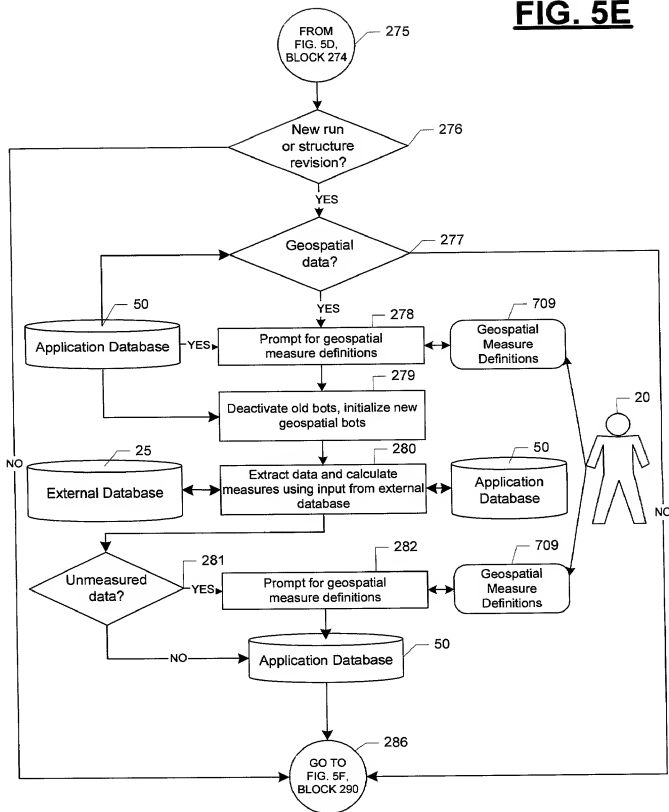 FIG. 5E
FROM
FIG. 5D,
BLOCK 274
275
New run
or structure
revision?
276
YES
Geospatial
data?
277
YES
50
Application Database
YES
278
Prompt for geospatial
measure definitions
709
Geospatial
Measure
Definitions
279
Deactivate old bots, initialize new
geospatial bots
20
NO
25
External Database
280
Extract data and calculate
measures using input from external
database
50
Application
Database
NO
Unmeasured
data?
281
YES
282
Prompt for geospatial
measure definitions
709
Geospatial
Measure
Definitions
NO
Application Database
50
GO TO
FIG. 5F,
BLOCK 290
286